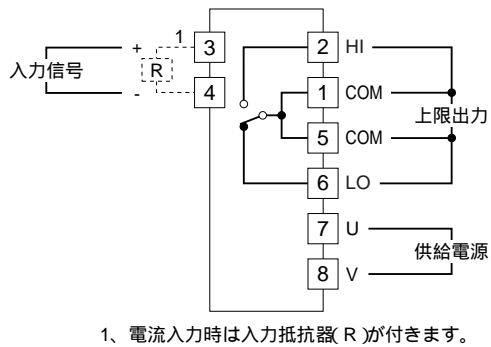 1
3
2 HI
+
R
入力信号
4
1 COM
-
上限出力
5 COM
6 LO
7 U
供給電源
8 V
1、電流入力時は入力抵抗器(R)が付きます。